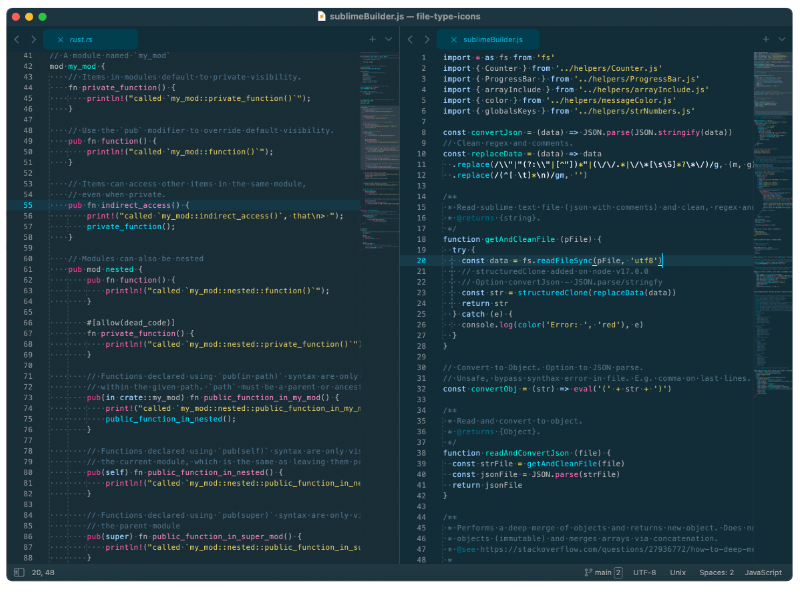 sublimeBuilder.js — file-type-icons
rust.rs
41 // A module named `my_mod`
42 mod my_mod {
43 // Items in modules default to private visibility.
44 fn private_function() {
45 println!("called `my_mod::private_function()`");
46 }
47
48 // Use the `pub` modifier to override default visibility.
49 pub fn function() {
50 println!("called `my_mod::function()`");
51 }
52
53 // Items can access other items in the same module,
54 // even when private.
55 pub fn indirect_access() {
56 print!("called `my_mod::indirect_access()`, that\n> ");
57 private_function();
58 }
59
60 // Modules can also be nested
61 pub mod nested {
62 pub fn function() {
63 println!("called `my_mod::nested::function()`");
64 }
65
66 #[allow(dead_code)]
67 fn private_function() {
68 println!("called `my_mod::nested::private_function()`"
69 }
70
71 // Functions declared using `pub(in path)` syntax are only
72 // within the given path. `path` must be a parent or ancest
73 pub(in crate::my_mod) fn public_function_in_my_mod() {
74 print!("called `my_mod::nested::public_function_in_my_m
75 public_function_in_nested();
76 }
77
78 // Functions declared using `pub(self)` syntax are only vis
79 // the current module, which is the same as leaving them p
80 pub(self) fn public_function_in_nested() {
81 println!("called `my_mod::nested::public_function_in_ne
82 }
83
84 // Functions declared using `pub(super)` syntax are only vi
85 // the parent module
86 pub(super) fn public_function_in_super_mod() {
87 println!("called `my_mod::nested::public_function_in_su
88 }
sublimeBuilder.js
1 import * as fs from 'fs'
2 import { Counter } from '../helpers/Counter.js'
3 import { ProgressBar } from '../helpers/ProgressBar.js'
4 import { arrayInclude } from '../helpers/arrayInclude.js'
5 import { color } from '../helpers/messageColor.js'
6 import { globalsKeys } from '../helpers/strNumbers.js'
7
8 const convertJson = (data) => JSON.parse(JSON.stringify(data))
9 // Clean regex and comments.
10 const replaceData = (data) => data
11 .replace(/\\"|"(?:\\"|[^"])*"|(\/\/.*|\/\*[\s\S]*?\*\/)/g, (m, g)
12 .replace(/(^[ \t]*\n)/gm, '')
13
14 /**
15 * Read sublime text file (json with comments) and clean, regex an
16 * @returns {string}.
17 */
18 function getAndCleanFile (pFile) {
19 try {
20 const data = fs.readFileSync(pFile, 'utf8')
21 // structuredClone added on node v17.0.0
22 // Option convertJson -- JSON.parse/stringfy
23 const str = structuredClone(replaceData(data))
24 return str
25 } catch (e) {
26 console.log(color('Error: ', 'red'), e)
27 }
28 }
29
30 // Convert to Object. Option to JSON.parse.
31 // Unsafe, bypass synthax error in file. E.g. comma on last lines.
32 const convertObj = (str) => eval('(' + str + ')')
33
34 /**
35 * Read and convert to object.
36 * @returns {Object}.
37 */
38 function readAndConvertJson (file) {
39 const strFile = getAndCleanFile(file)
40 const jsonFile = JSON.parse(strFile)
41 return jsonFile
42 }
43
44 /**
45 * Performs a deep merge of objects and returns new object. Does n
46 * objects (immutable) and merges arrays via concatenation.
47 * @see https://stackoverflow.com/questions/27936772/how-to-deep-m
48 *
20, 48
main 2 UTF-8 Unix Spaces: 2 JavaScript